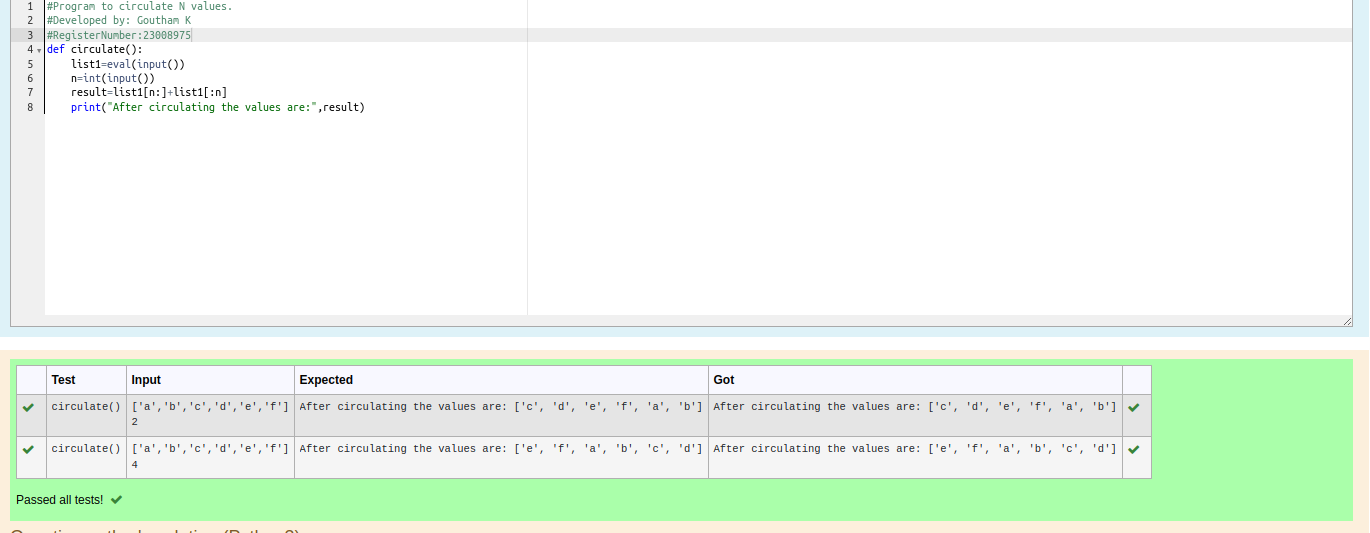 1 #Program to circulate N values.
2 #Developed by: Goutham K
3 #RegisterNumber:23008975
4 def circulate():
5 list1=eval(input())
6 n=int(input())
7 result=list1[n:]+list1[:n]
8 print("After circulating the values are:",result)
Test Input Expected Got
circulate() ['a','b','c','d','e','f'] After circulating the values are: ['c', 'd', 'e', 'f', 'a', 'b'] After circulating the values are: ['c', 'd', 'e', 'f', 'a', 'b']
2
circulate() ['a','b','c','d','e','f'] After circulating the values are: ['e', 'f', 'a', 'b', 'c', 'd'] After circulating the values are: ['e', 'f', 'a', 'b', 'c', 'd']
4
Passed all tests!